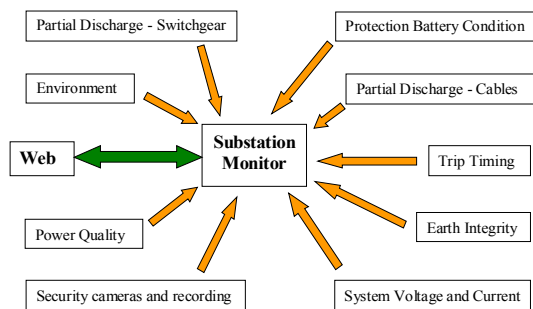 Partial Discharge - Switchgear
Protection Battery Condition
Environment
Partial Discharge - Cables
Substation
Monitor
Web
Trip Timing
Power Quality
Earth Integrity
Security cameras and recording
System Voltage and Current